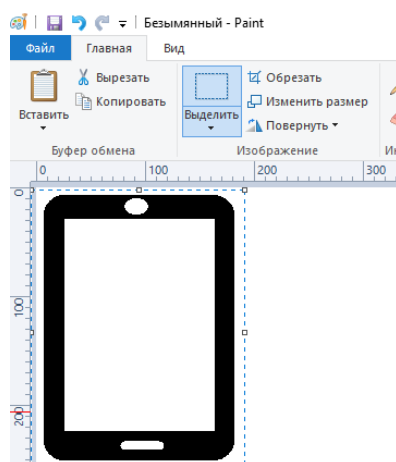 Безымянный - Paint
Файл Главная Вид
Вставить
Вырезать
Копировать
Буфер обмена
Выделить
Обрезать
Изменить размер
Повернуть
Изображение
0 100 200 300
0
100
200